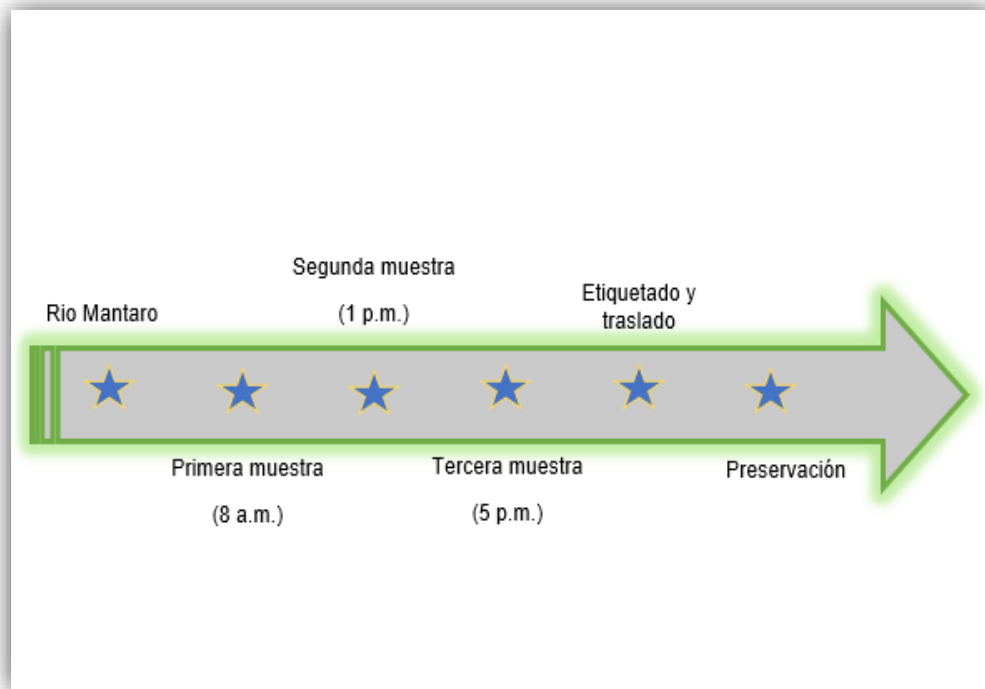 Rio Mantaro
Primera muestra
(8 a.m.)
Segunda muestra
(1 p.m.)
Tercera muestra
(5 p.m.)
Etiquetado y
traslado
Preservación